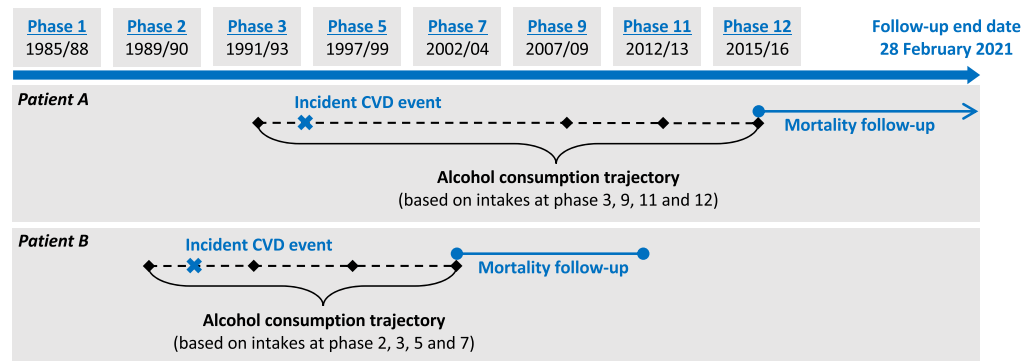 Phase 1
1985/88
Phase 2
1989/90
Phase 3
1991/93
Phase 5
1997/99
Phase 7
2002/04
Phase 9
2007/09
Phase 11
2012/13
Phase 12
2015/16
Follow-up end date
28 February 2021
Patient A
Incident CVD event
Mortality follow-up
Alcohol consumption trajectory
(based on intakes at phase 3, 9, 11 and 12)
Patient B
Incident CVD event
Mortality follow-up
Alcohol consumption trajectory
(based on intakes at phase 2, 3, 5 and 7)